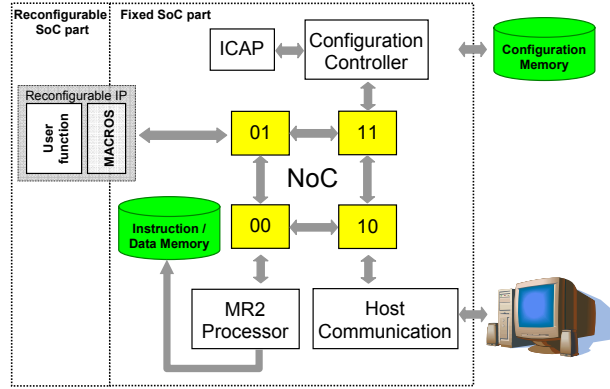 Reconfigurable
SoC part
Fixed SoC part
ICAP
Configuration
Controller
Configuration
Memory
Reconfigurable IP
User
function
MACROS
01
11
NoC
00
10
Instruction /
Data Memory
MR2
Processor
Host
Communication